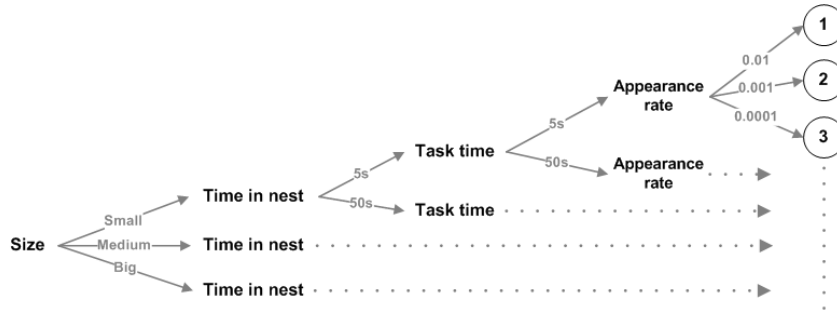 1
0.01
Appearance
rate
0.001
2
0.0001
3
5s
Task time
50s
Appearance
rate
5s
Time in nest
50s
Task time
Small
Size
Medium
Time in nest
Big
Time in nest